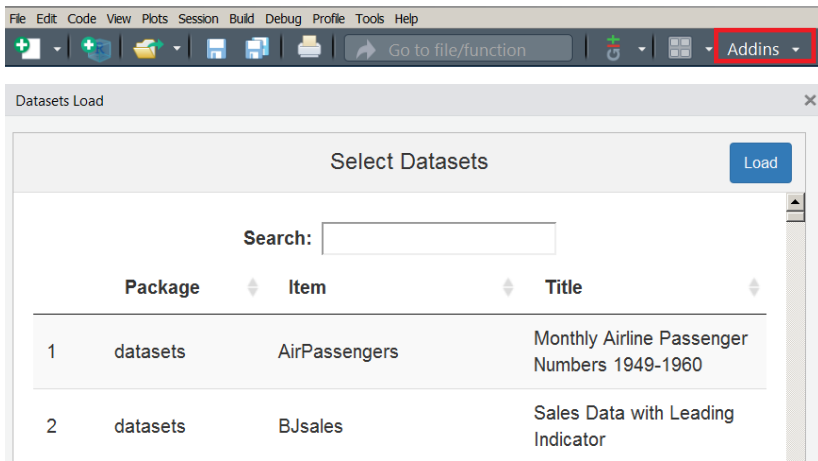 File Edit Code View Plots Session Build Debug Profile Tools Help
Go to file/function Addins
Datasets Load
Select Datasets Load
Search:
Package Item Title
1 datasets AirPassengers Monthly Airline Passenger
Numbers 1949-1960
2 datasets BJsales Sales Data with Leading
Indicator